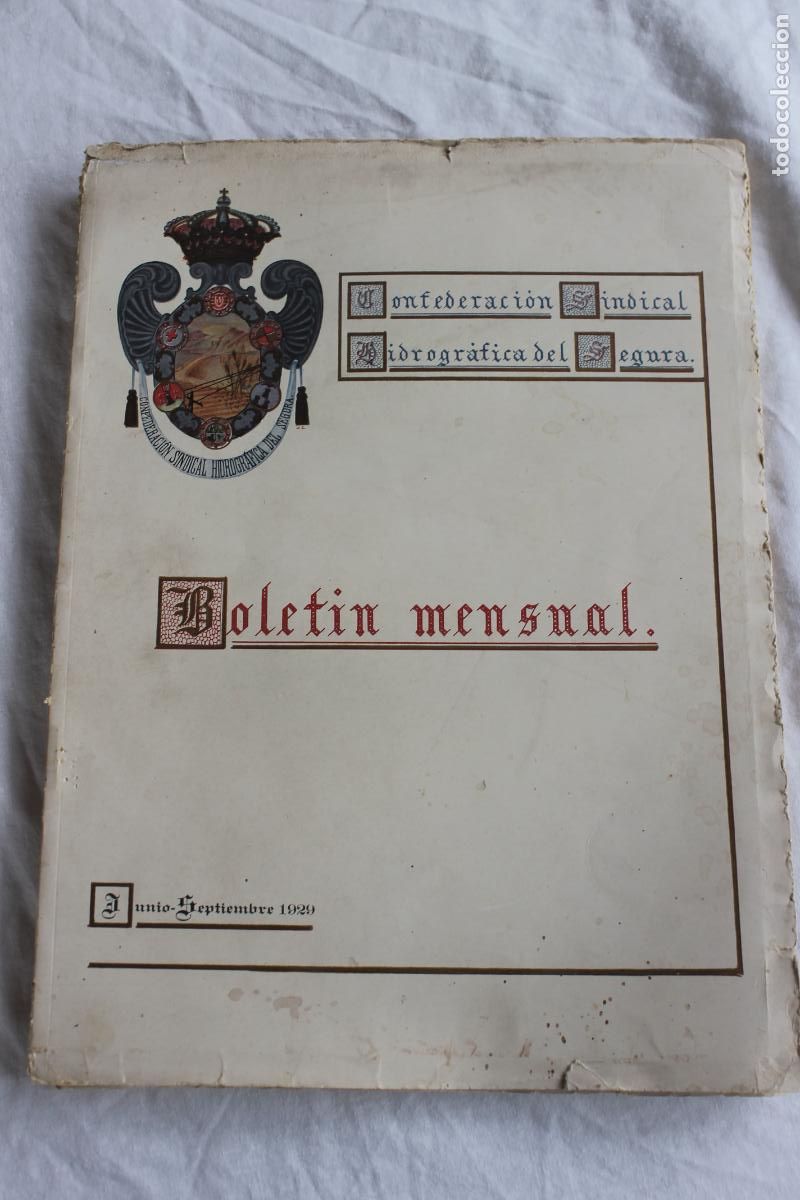 todocoleccion
Confederación Sindical
Hidrográfica del Segura.
CONFEDERACIÓN SINDICAL HIDROGRÁFICA DEL SEGURA.
Boletin mensual.
Junio-Septiembre 1929